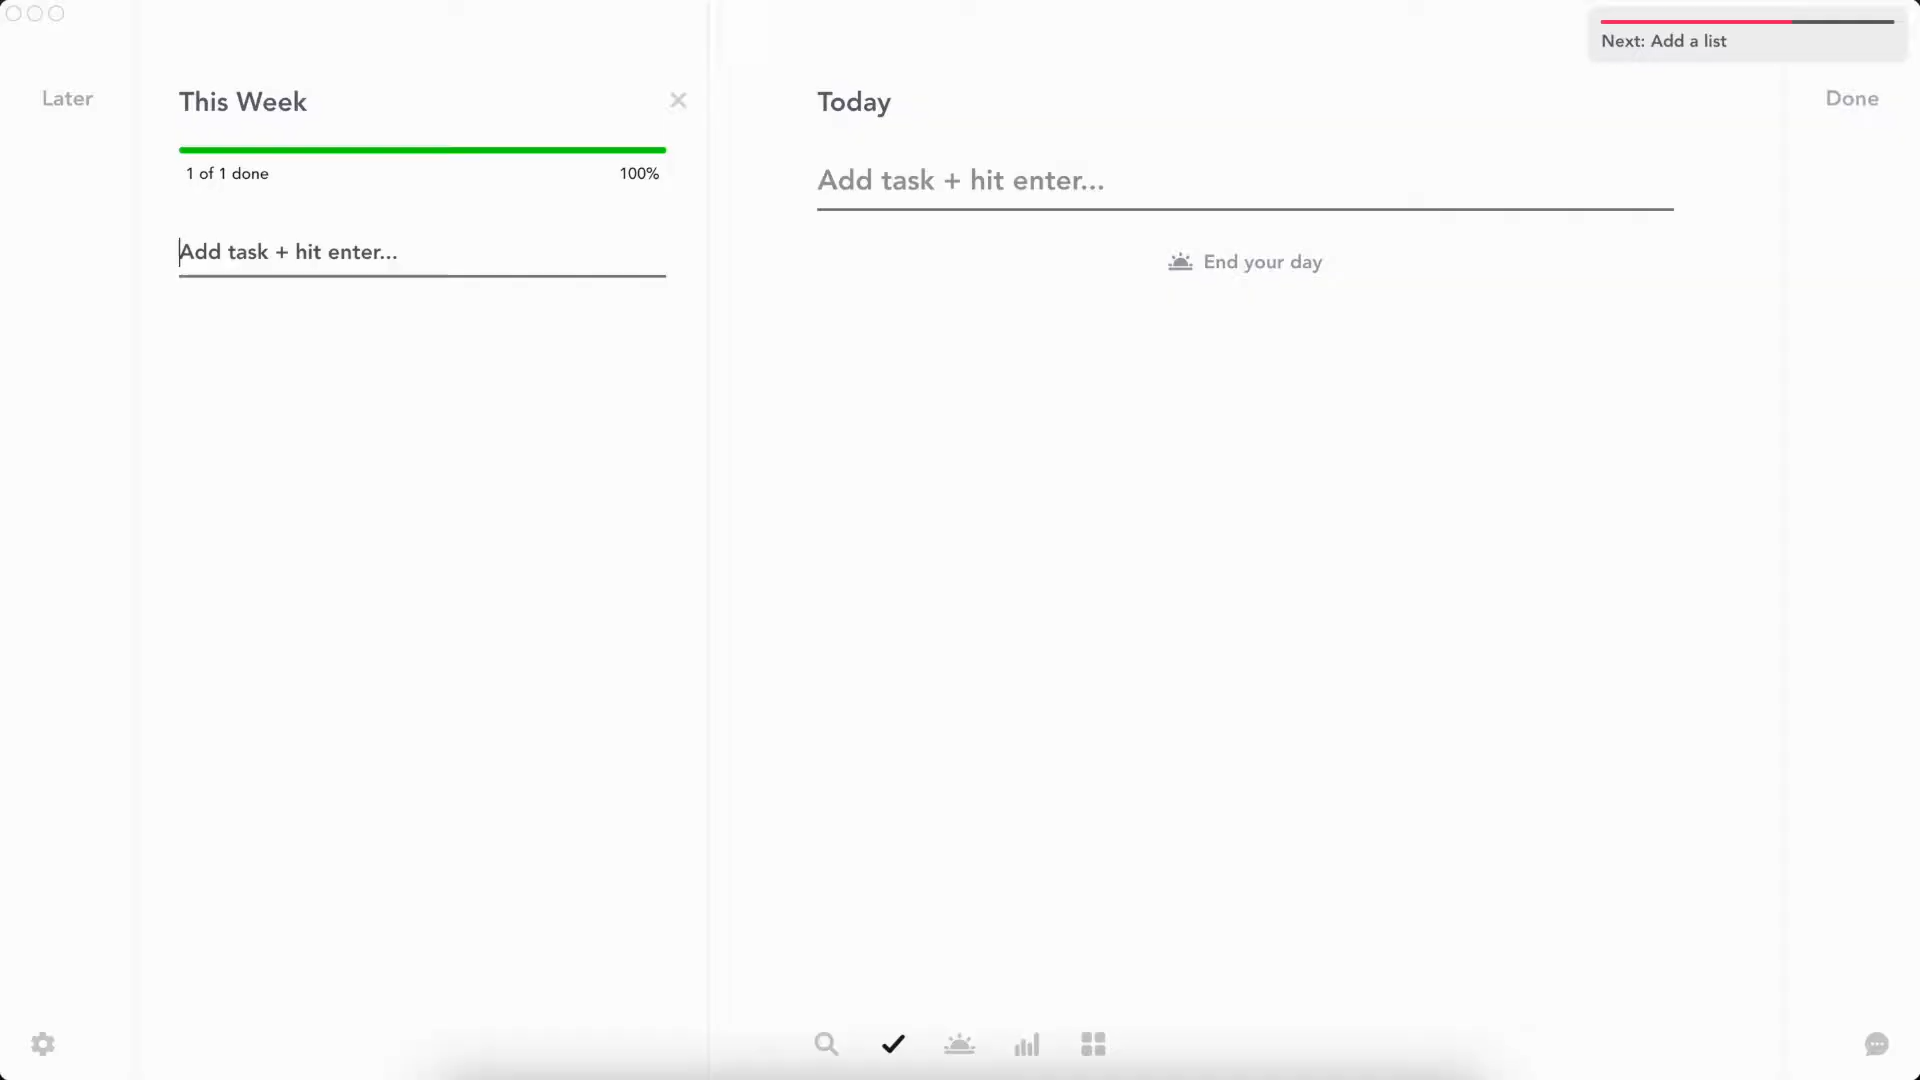 Next: Add a list
Later
This Week
Today
Done
1 of 1 done
100%
Add task + hit enter...
Add task + hit enter...
End your day